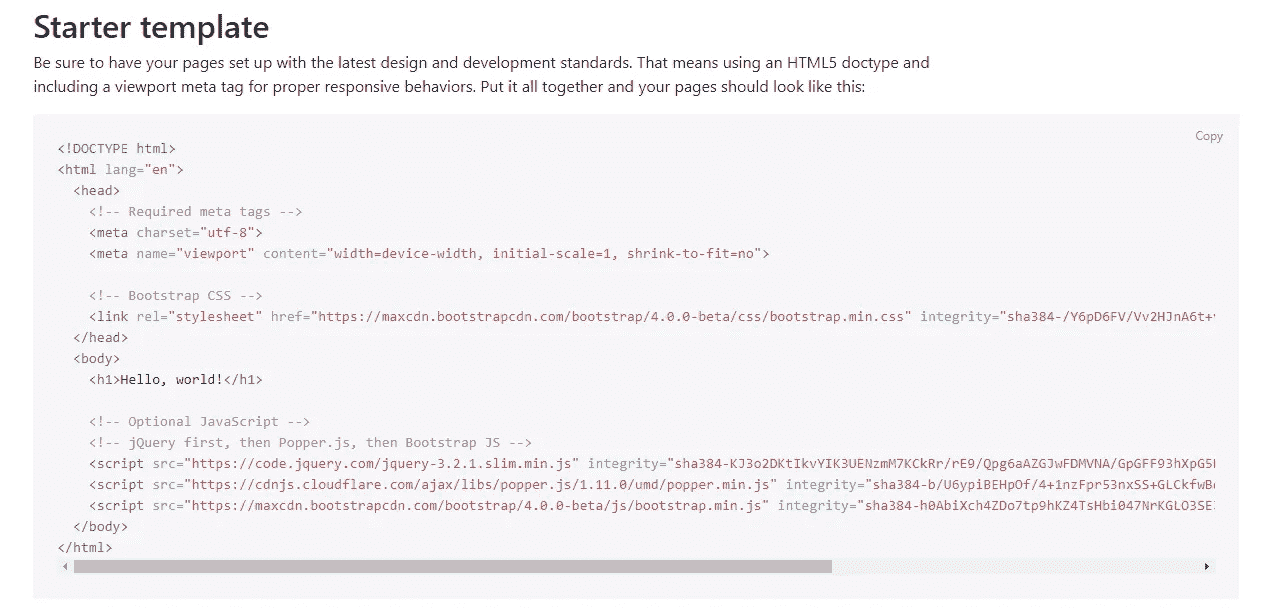 Starter template
Be sure to have your pages set up with the latest design and development standards. That means using an HTML5 doctype and
including a viewport meta tag for proper responsive behaviors. Put it all together and your pages should look like this:
Copy
<!DOCTYPE html>
<html lang="en">
  <head>
    <!-- Required meta tags -->
    <meta charset="utf-8">
    <meta name="viewport" content="width=device-width, initial-scale=1, shrink-to-fit=no">
    <!-- Bootstrap CSS -->
    <link rel="stylesheet" href="https://maxcdn.bootstrapcdn.com/bootstrap/4.0.0-beta/css/bootstrap.min.css" integrity="sha384-/Y6pD6FV/Vv2HJnA6t+
  </head>
  <body>
    <h1>Hello, world!</h1>
    <!-- Optional JavaScript -->
    <!-- jQuery first, then Popper.js, then Bootstrap JS -->
    <script src="https://code.jquery.com/jquery-3.2.1.slim.min.js" integrity="sha384-KJ3o2DKtIkvYIK3UENzmM7KCkRr/rE9/Qpg6aAZGJwFDMVNA/GpGFF93hXpG5
    <script src="https://cdnjs.cloudflare.com/ajax/libs/popper.js/1.11.0/umd/popper.min.js" integrity="sha384-b/U6ypiBEHpOf/4+1nzFpr53nxSS+GLCkfwB
    <script src="https://maxcdn.bootstrapcdn.com/bootstrap/4.0.0-beta/js/bootstrap.min.js" integrity="sha384-h0AbiXch4ZDo7tp9hKZ4TsHbi047NrKGLO3SE
  </body>
</html>